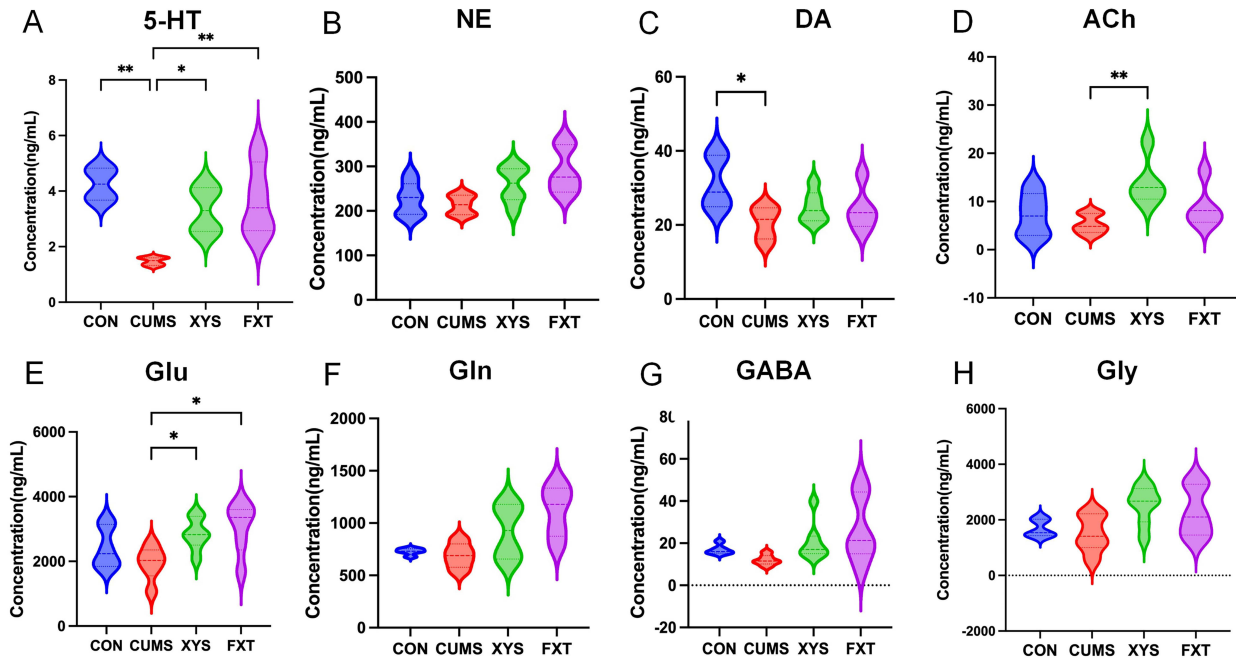 A
5-HT
**
**
*
Concentration(ng/mL)
8
6
4
2
0
CON CUMS XYS FXT
B
NE
Concentration(ng/mL)
500
400
300
200
100
0
CON CUMS XYS FXT
C
DA
*
Concentration(ng/mL)
60
40
20
0
CON CUMS XYS FXT
D
ACh
**
Concentration(ng/mL)
40
30
20
10
0
-10
CON CUMS XYS FXT
E
Glu
*
*
Concentration(ng/mL)
6000
4000
2000
0
CON CUMS XYS FXT
F
Gln
Concentration(ng/mL)
2000
1500
1000
500
0
CON CUMS XYS FXT
G
GABA
Concentration(ng/mL)
80
60
40
20
0
-20
CON CUMS XYS FXT
H
Gly
Concentration(ng/mL)
6000
4000
2000
0
-2000
CON CUMS XYS FXT